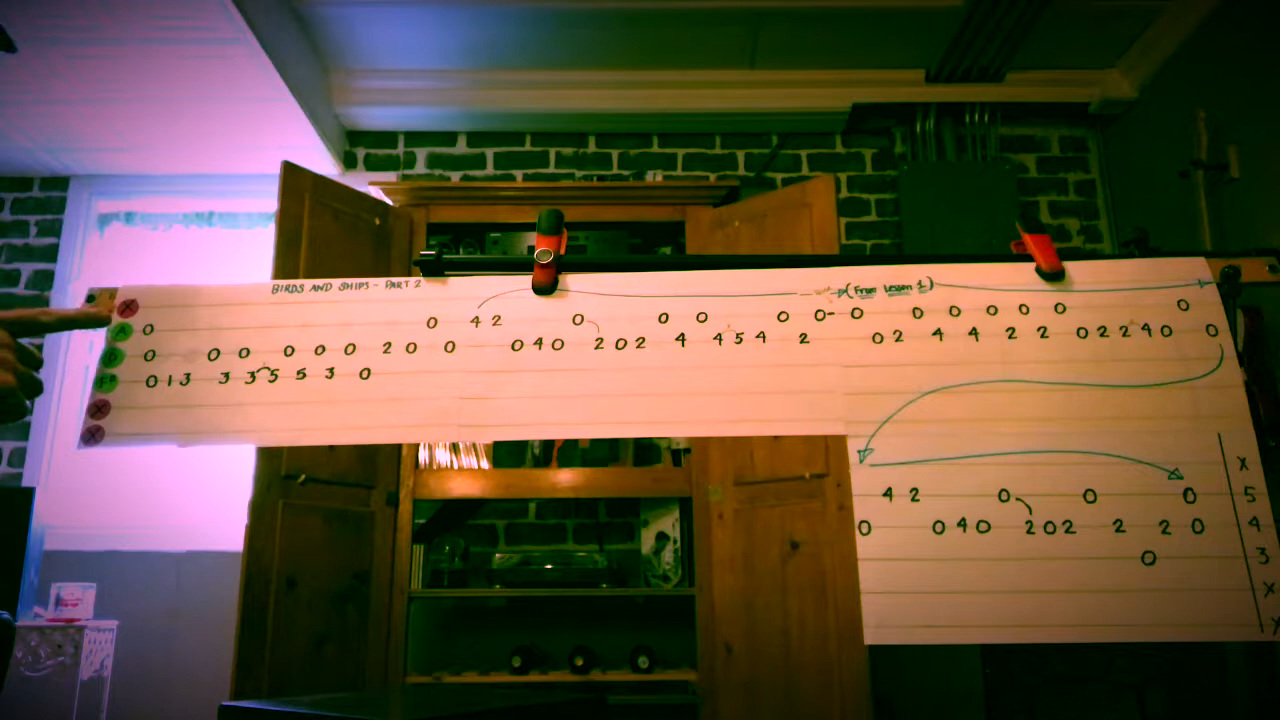 BIRDS AND SHIPS - PART 2
(From Lesson 1)
X
A 0 0 4 2 0 0 0 0 0- 0 0 0 0 0 0 0
D 0 0 0 0 0 0 2 0 0 0 4 0 2 0 2 4 4 5 4 2 0 2 4 4 2 2 0 2 2 4 0 0
F# 0 1 3 3 3 5 5 3 0
X
X
X
4 2 0 0 0 5
0 0 4 0 2 0 2 2 2 0 4
0 3
X